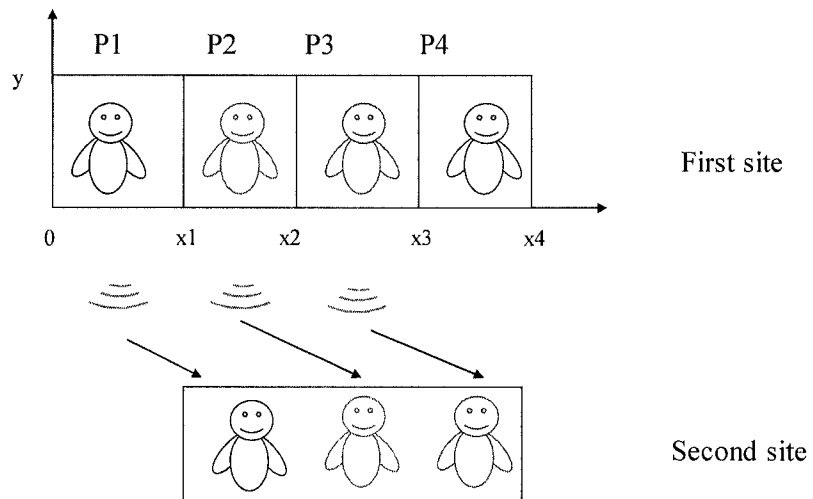 P1 P2 P3 P4
y
First site
0 x1 x2 x3 x4
Second site